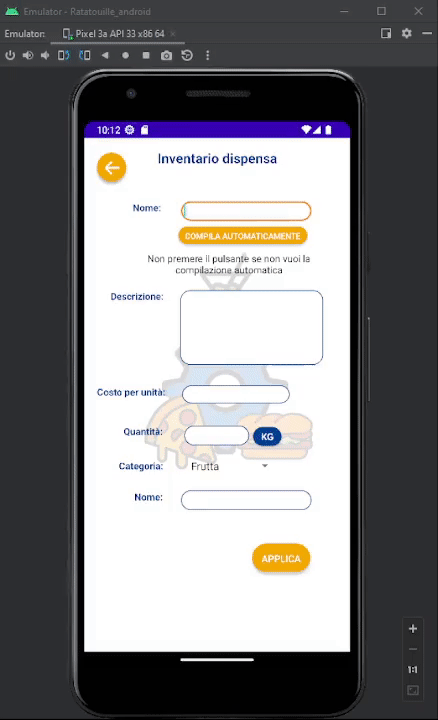 Emulator - Ratatouille_android
Emulator: Pixel 3a API 33 x86 64
10:12
Inventario dispensa
Nome:
COMPILA AUTOMATICAMENTE
Non premere il pulsante se non vuoi la
compilazione automatica
Descrizione:
Costo per unità:
Quantità:
KG
Categoria: Frutta
Nome:
APPLICA
1:1